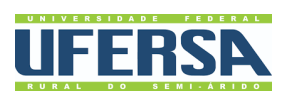 UNIVERSIDADE FEDERAL
UFERSA
RURAL DO SEMI-ÁRIDO